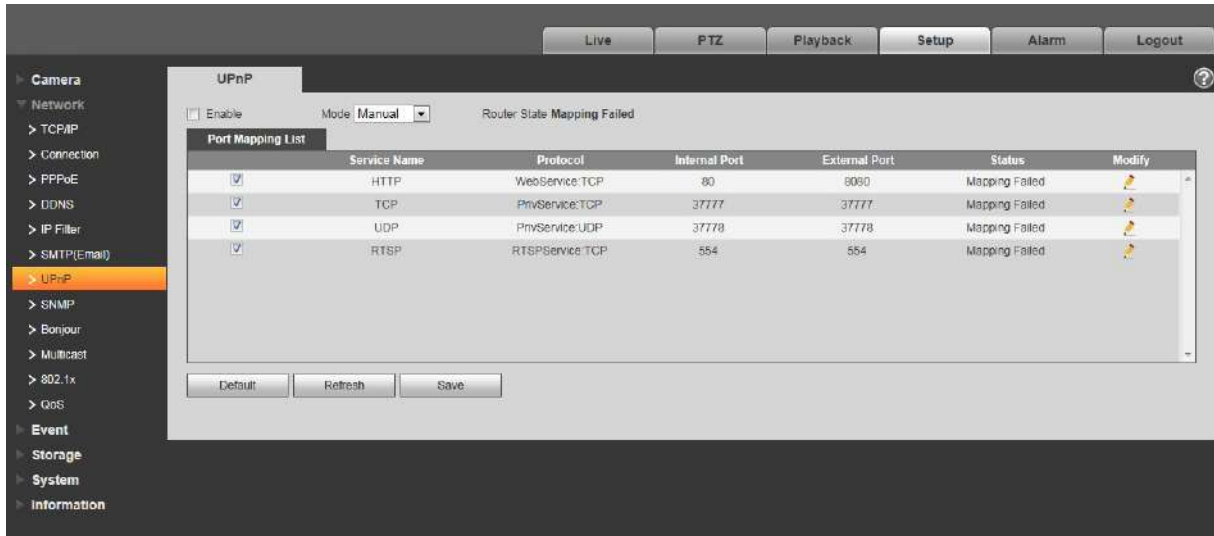 Live PTZ Playback Setup Alarm Logout
Camera
Network
> TCP/IP
> Connection
> PPPoE
> DDNS
> IP Filter
> SMTP(Email)
> UPnP
> SNMP
> Bonjour
> Multicast
> 802.1x
> QoS
Event
Storage
System
Information
UPnP
?
Enable Mode Manual Router State Mapping Failed
Port Mapping List
Service Name Protocol Internal Port External Port Status Modify
HTTP WebService:TCP 80 8080 Mapping Failed
TCP PrivService:TCP 37777 37777 Mapping Failed
UDP PrivService:UDP 37778 37778 Mapping Failed
RTSP RTSPService:TCP 554 554 Mapping Failed
Default Refresh Save